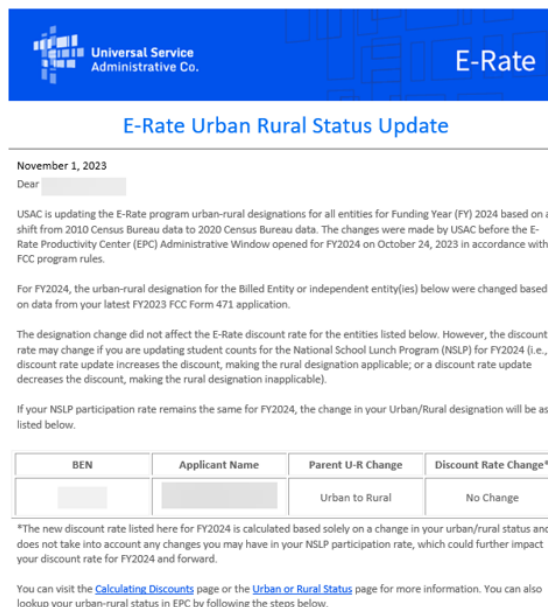 Universal Service
Administrative Co.
E-Rate
E-Rate Urban Rural Status Update
November 1, 2023
Dear
USAC is updating the E-Rate program urban-rural designations for all entities for Funding Year (FY) 2024 based on a
shift from 2010 Census Bureau data to 2020 Census Bureau data. The changes were made by USAC before the E-
Rate Productivity Center (EPC) Administrative Window opened for FY2024 on October 24, 2023 in accordance with
FCC program rules.
For FY2024, the urban-rural designation for the Billed Entity or independent entity(ies) below were changed based
on data from your latest FY2023 FCC Form 471 application.
The designation change did not affect the E-Rate discount rate for the entities listed below. However, the discount
rate may change if you are updating student counts for the National School Lunch Program (NSLP) for FY2024 (i.e.,
discount rate update increases the discount, making the rural designation applicable; or a discount rate update
decreases the discount, making the rural designation inapplicable).
If your NSLP participation rate remains the same for FY2024, the change in your Urban/Rural designation will be as
listed below.
BEN Applicant Name Parent U-R Change Discount Rate Change*
Urban to Rural No Change
*The new discount rate listed here for FY2024 is calculated based solely on a change in your urban/rural status and
does not take into account any changes you may have in your NSLP participation rate, which could further impact
your discount rate for FY2024 and forward.
You can visit the Calculating Discounts page or the Urban or Rural Status page for more information. You can also
lookup your urban-rural status in EPC by following the steps below.